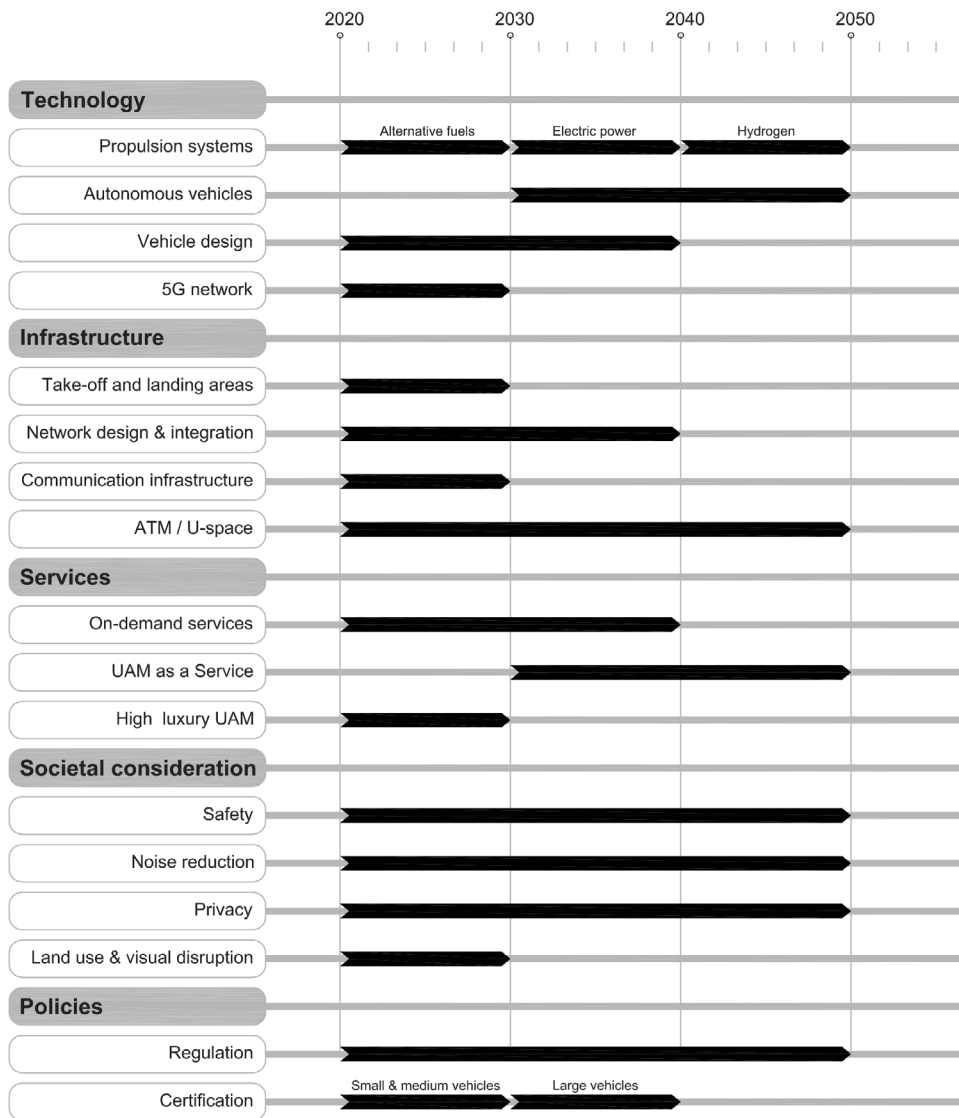 2020 2030 2040 2050
Technology
Alternative fuels Electric power Hydrogen
Propulsion systems
Autonomous vehicles
Vehicle design
5G network
Infrastructure
Take-off and landing areas
Network design & integration
Communication infrastructure
ATM / U-space
Services
On-demand services
UAM as a Service
High luxury UAM
Societal consideration
Safety
Noise reduction
Privacy
Land use & visual disruption
Policies
Regulation
Small & medium vehicles Large vehicles
Certification